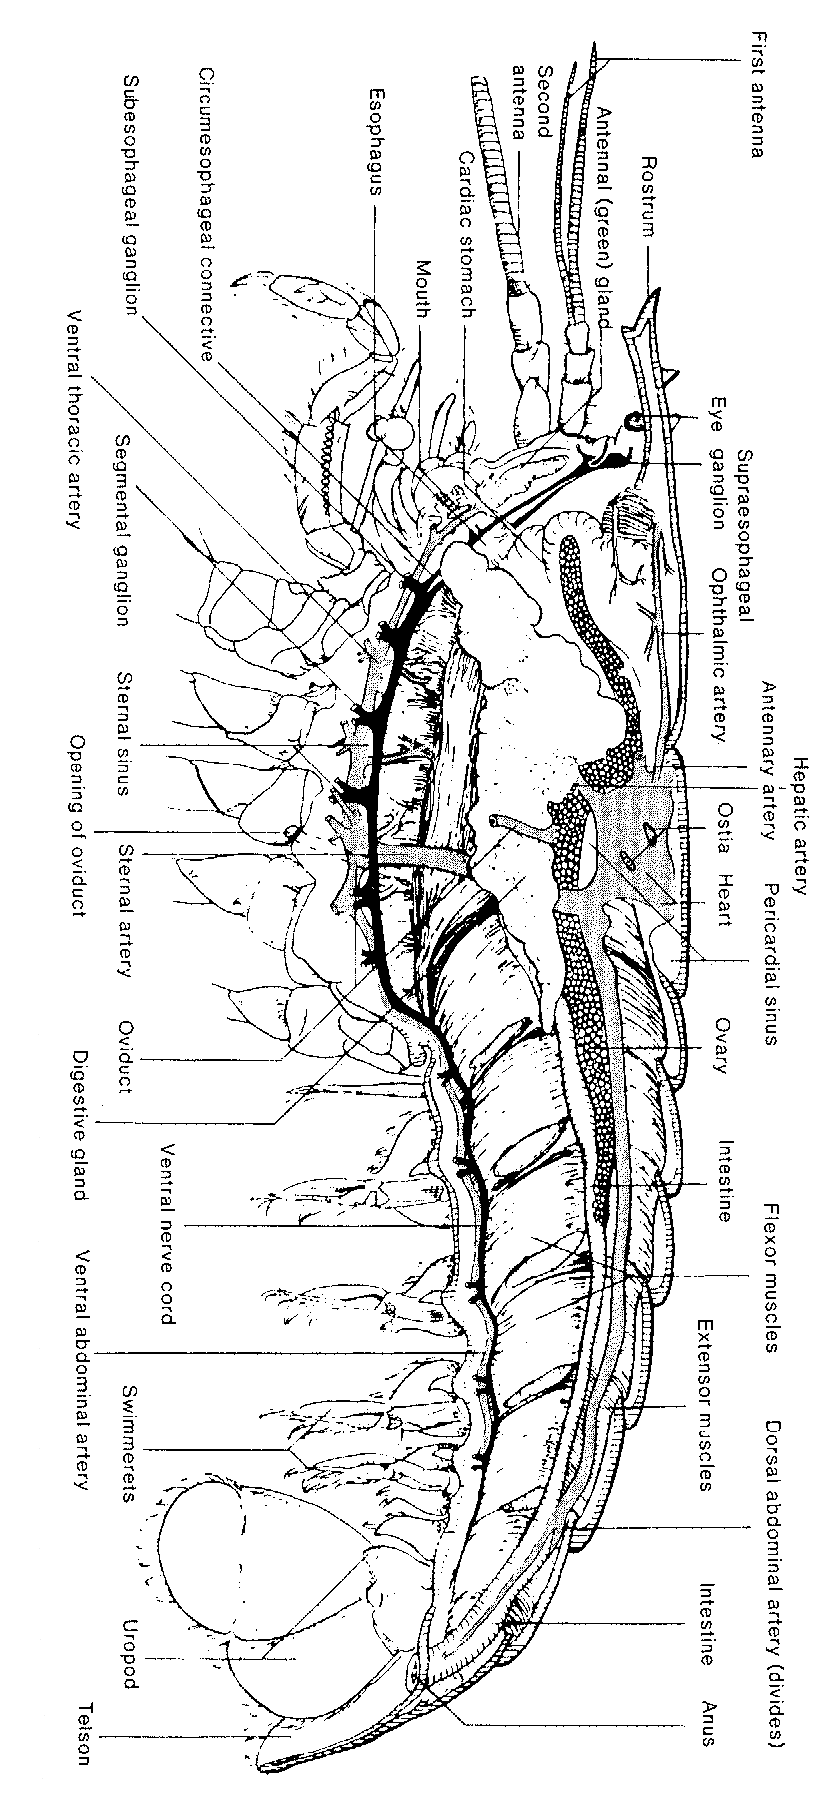 First antenna
Rostrum
Antennal (green) gland
Second
antenna
Cardiac stomach
Mouth
Esophagus
Circumesophageal connective
Subesophageal ganglion
Ventral thoracic artery
Segmental ganglion
Sternal sinus
Opening of oviduct
Sternal artery
Oviduct
Digestive gland
Ventral nerve cord
Ventral abdominal artery
Swimmerets
Uropod
Telson
Eye
Supraesophageal
ganglion
Ophthalmic artery
Antennary artery
Hepatic artery
Ostia
Heart
Pericardial sinus
Ovary
Intestine
Flexor muscles
Extensor muscles
Dorsal abdominal artery (divides)
Intestine
Anus